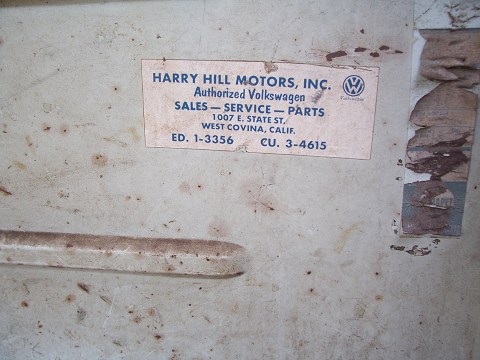 HARRY HILL MOTORS, INC.
Authorized Volkswagen
SALES — SERVICE — PARTS
1007 E. STATE ST.
WEST COVINA, CALIF.
ED. 1-3356 CU. 3-4615